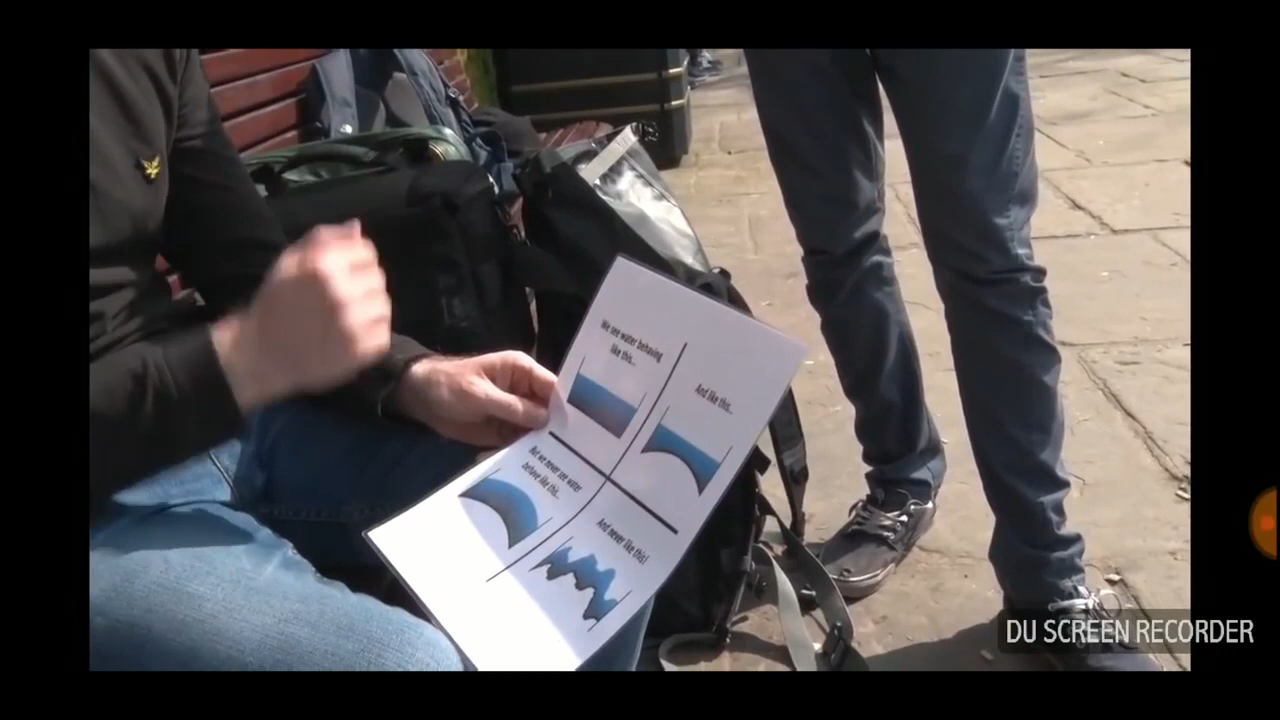 We see water behaving
like this...
And like this...
But we never see water
behave like this...
And never like this!
DU SCREEN RECORDER